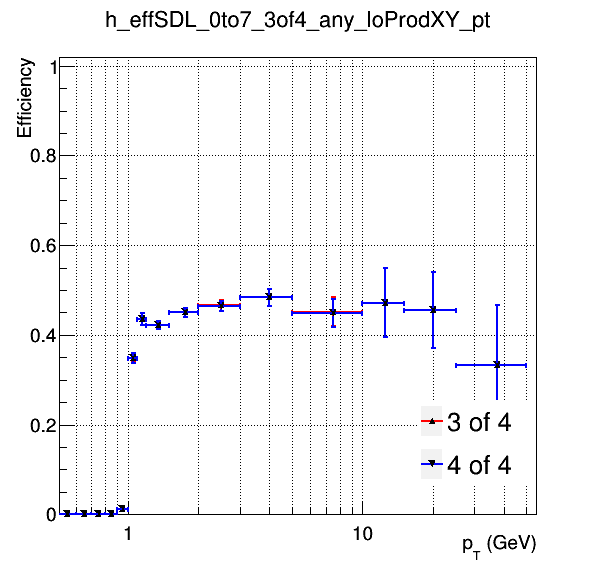 h_effSDL_0to7_3of4_any_loProdXY_pt
Efficiency
1
0.8
0.6
0.4
0.2
0
3 of 4
4 of 4
1
10
p_T (GeV)